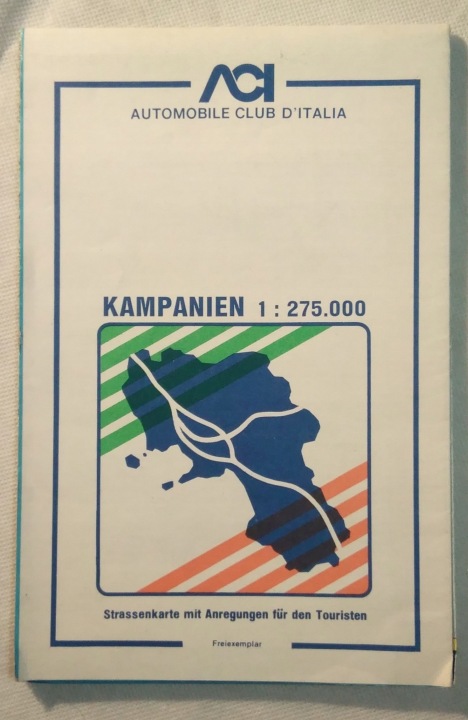 ACI
AUTOMOBILE CLUB D'ITALIA
KAMPANIEN 1 : 275.000
Strassenkarte mit Anregungen für den Touristen
Freiexemplar